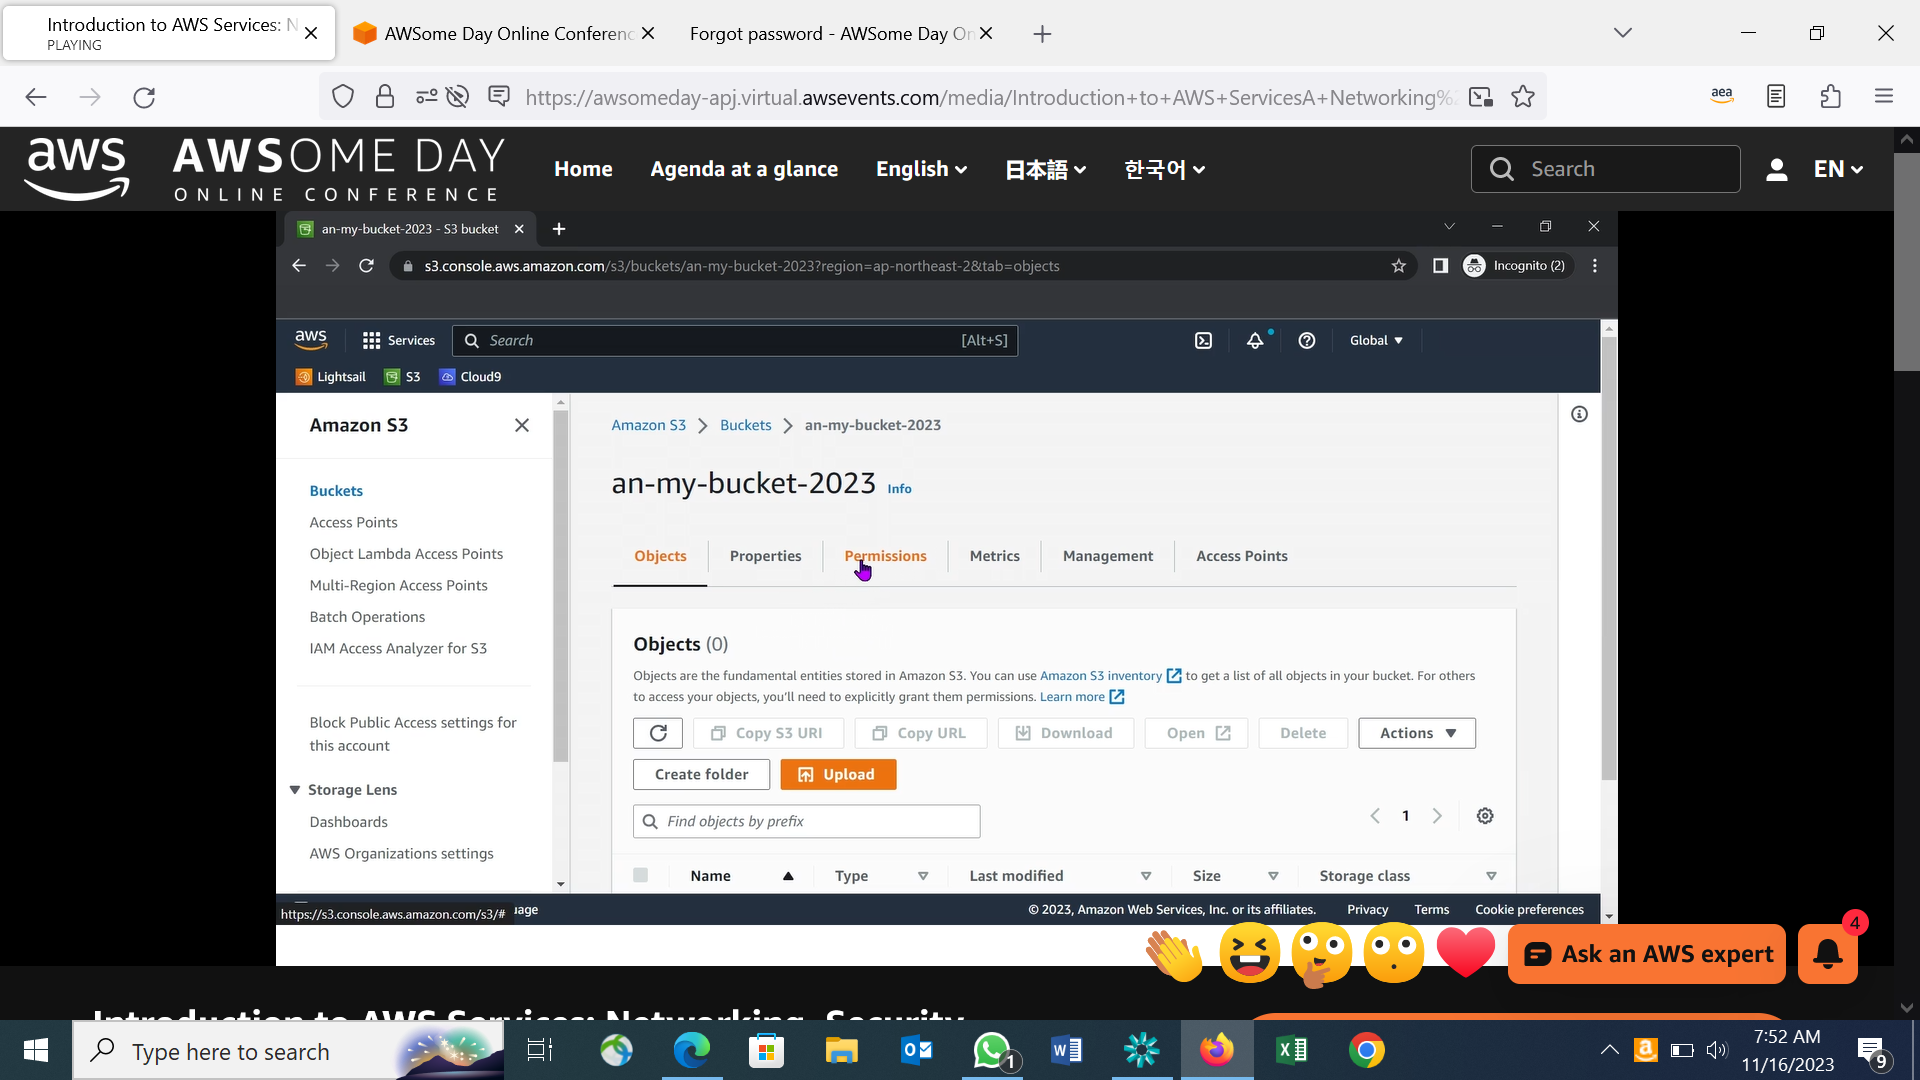 Introduction to AWS Services: N
PLAYING
AWSome Day Online Conferenc
Forgot password - AWSome Day On
https://awsomeday-apj.virtual.awsevents.com/media/Introduction+to+AWS+ServicesA+Networking%
aea
aws
AWSOME DAY
ONLINE CONFERENCE
Home
Agenda at a glance
English
日本語
한국어
Search
EN
an-my-bucket-2023 - S3 bucket
s3.console.aws.amazon.com/s3/buckets/an-my-bucket-2023?region=ap-northeast-2&tab=objects
Incognito (2)
aws
Services
Search
[Alt+S]
Global
Lightsail
S3
Cloud9
Amazon S3
Buckets
Access Points
Object Lambda Access Points
Multi-Region Access Points
Batch Operations
IAM Access Analyzer for S3
Block Public Access settings for
this account
Storage Lens
Dashboards
AWS Organizations settings
Amazon S3 > Buckets > an-my-bucket-2023
an-my-bucket-2023 Info
Objects
Properties
Permissions
Metrics
Management
Access Points
Objects (0)
Objects are the fundamental entities stored in Amazon S3. You can use Amazon S3 inventory to get a list of all objects in your bucket. For others
to access your objects, you'll need to explicitly grant them permissions. Learn more
Copy S3 URI
Copy URL
Download
Open
Delete
Actions
Create folder
Upload
Find objects by prefix
1
Name
Type
Last modified
Size
Storage class
https://s3.console.aws.amazon.com/s3/#
uage
© 2023, Amazon Web Services, Inc. or its affiliates.
Privacy
Terms
Cookie preferences
Ask an AWS expert
4
Introduction to AWS Services: Networking, Security
Type here to search
1
7:52 AM
11/16/2023
9